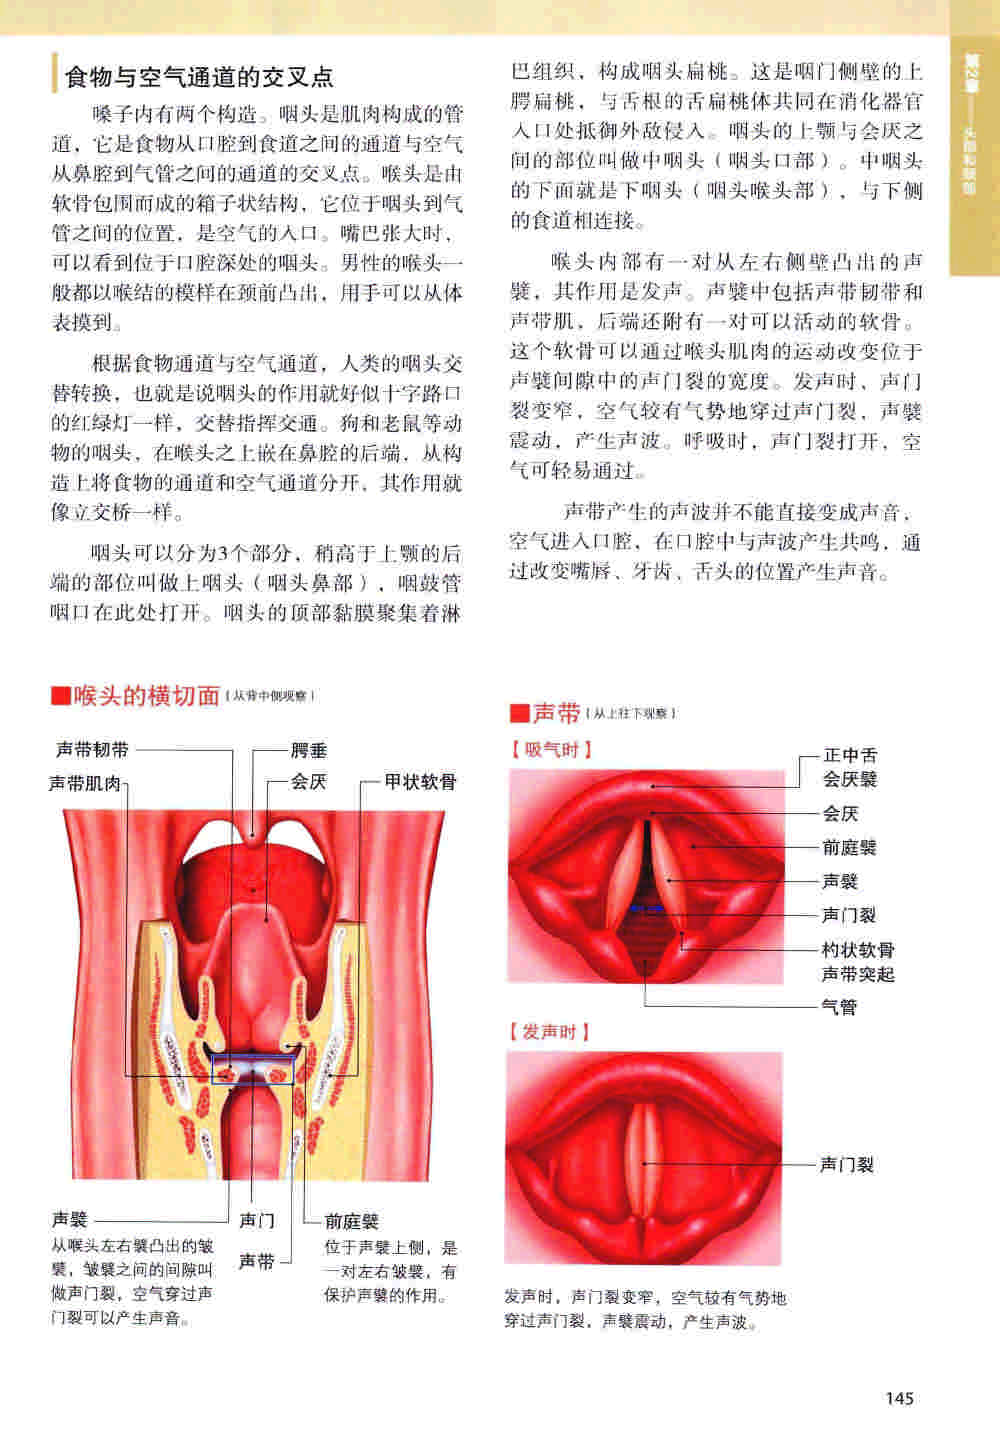 食物与空气通道的交叉点
嗓子内有两个构造。咽头是肌肉构成的管
道，它是食物从口腔到食道之间的通道与空气
从鼻腔到气管之间的通道的交叉点。喉头是由
软骨包围而成的箱子状结构，它位于咽头到气
管之间的位置，是空气的入口。嘴巴张大时，
可以看到位于口腔深处的咽头。男性的喉头一
般都以喉结的模样在颈前凸出，用手可以从体
表摸到。
根据食物通道与空气通道，人类的咽头交
替转换，也就是说咽头的作用就好似十字路口
的红绿灯一样，交替指挥交通。狗和老鼠等动
物的咽头，在喉头之上嵌在鼻腔的后端，从构
造上将食物的通道和空气通道分开，其作用就
像立交桥一样。
咽头可以分为3个部分，稍高于上颚的后
端的部位叫做上咽头（咽头鼻部），咽鼓管
咽口在此处打开。咽头的顶部黏膜聚集着淋
巴组织，构成咽头扁桃。这是咽门侧壁的上
腭扁桃，与舌根的舌扁桃体共同在消化器官
入口处抵御外敌侵入。咽头的上颚与会厌之
间的部位叫做中咽头（咽头口部）。中咽头
的下面就是下咽头（咽头喉头部），与下侧
的食道相连接。
喉头内部有一对从左右侧壁凸出的声
襞，其作用是发声。声襞中包括声带韧带和
声带肌，后端还附有一对可以活动的软骨。
这个软骨可以通过喉头肌肉的运动改变位于
声襞间隙中的声门裂的宽度。发声时，声门
裂变窄，空气较有气势地穿过声门裂，声襞
震动，产生声波。呼吸时，声门裂打开，空
气可轻易通过。
声带产生的声波并不能直接变成声音，
空气进入口腔，在口腔中与声波产生共鸣，通
过改变嘴唇、牙齿、舌头的位置产生声音。
第2章——头部和颈部
■喉头的横切面（从背中侧观察）
声带韧带
腭垂
声带肌肉
会厌
甲状软骨
声襞
从喉头左右襞凸出的皱
襞，皱襞之间的间隙叫
做声门裂，空气穿过声
门裂可以产生声音。
声门
声带
前庭襞
位于声襞上侧，是
一对左右皱襞，有
保护声襞的作用。
■声带（从上往下观察）
【吸气时】
正中舌
会厌襞
会厌
前庭襞
声襞
声门裂
杓状软骨
声带突起
气管
【发声时】
声门裂
发声时，声门裂变窄，空气较有气势地
穿过声门裂，声襞震动，产生声波。
145